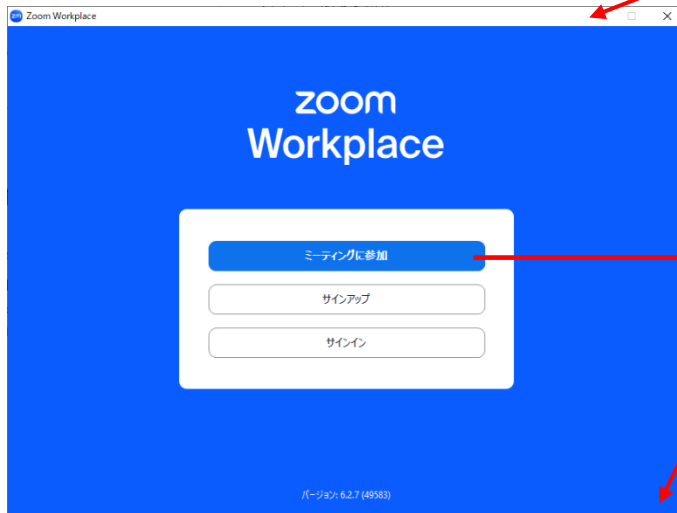 Zoom Workplace
zoom
Workplace
ミーティングに参加
サインアップ
サインイン
バージョン: 6.2.7 (49583)